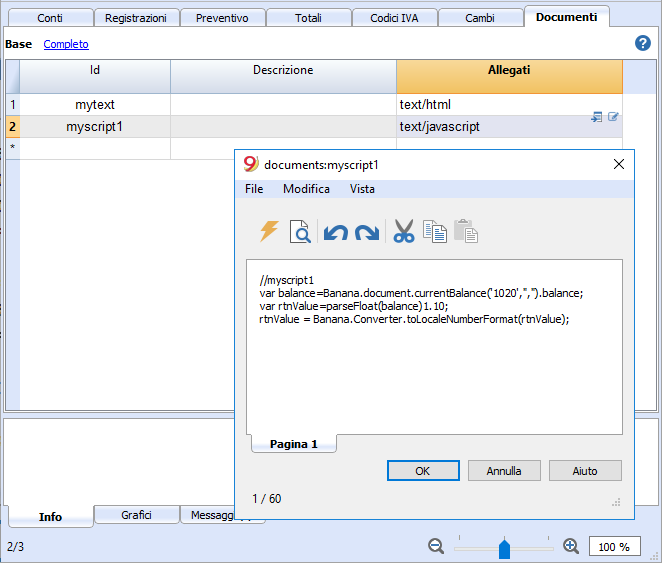 Conti Registrazioni Preventivo Totali Codici IVA Cambi Documenti
Base Completo ?
Id Descrizione Allegati
1 mytext text/html
2 myscript1 text/javascript
*
9 documents:myscript1
File Modifica Vista
//myscript1
var balance=Banana.document.currentBalance('1020','','').balance;
var rtnValue=parseFloat(balance)1.10;
rtnValue = Banana.Converter.toLocaleNumberFormat(rtnValue);
Pagina 1
OK Annulla Aiuto
1 / 60
Info Grafici
2/3 100 %